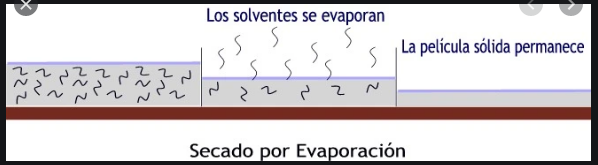 Los solventes se evaporan
La película sólida permanece
Secado por Evaporación